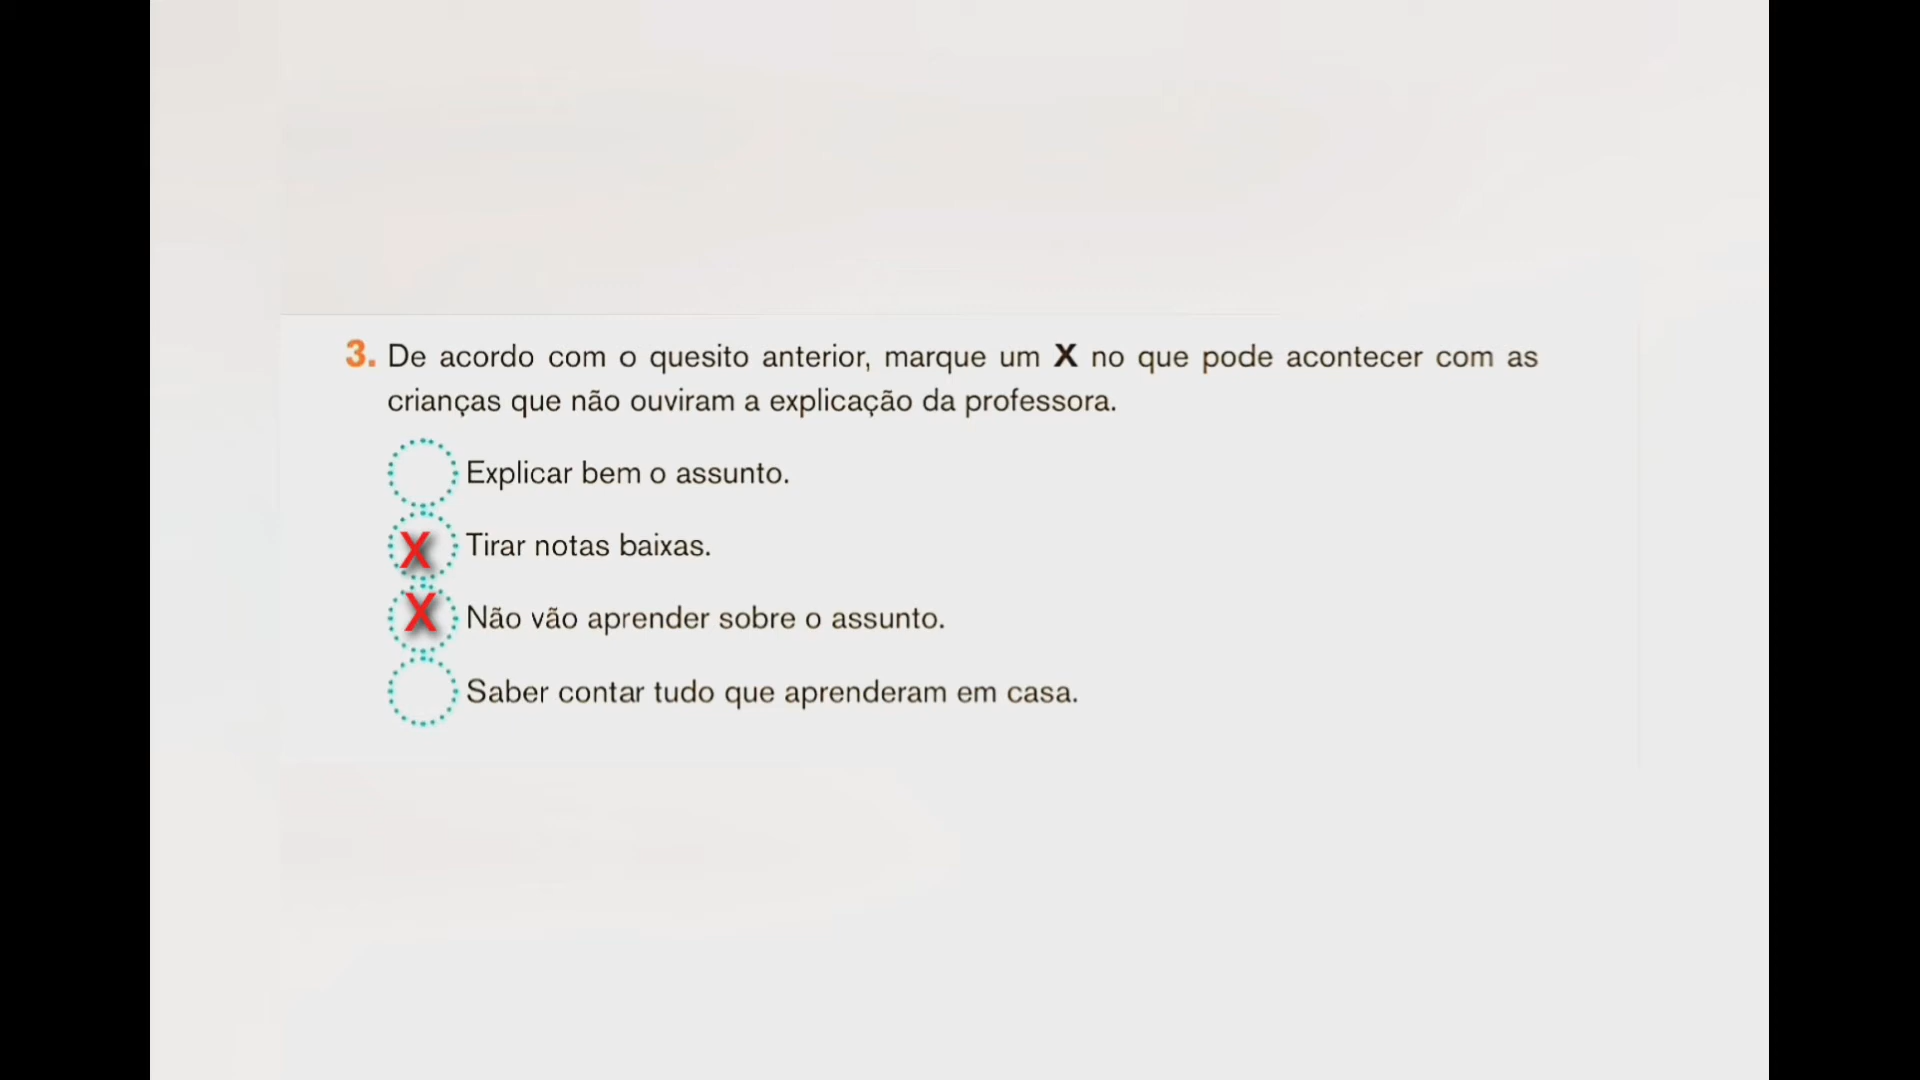 3. De acordo com o quesito anterior, marque um X no que pode acontecer com as
crianças que não ouviram a explicação da professora.
Explicar bem o assunto.
X Tirar notas baixas.
X Não vão aprender sobre o assunto.
Saber contar tudo que aprenderam em casa.